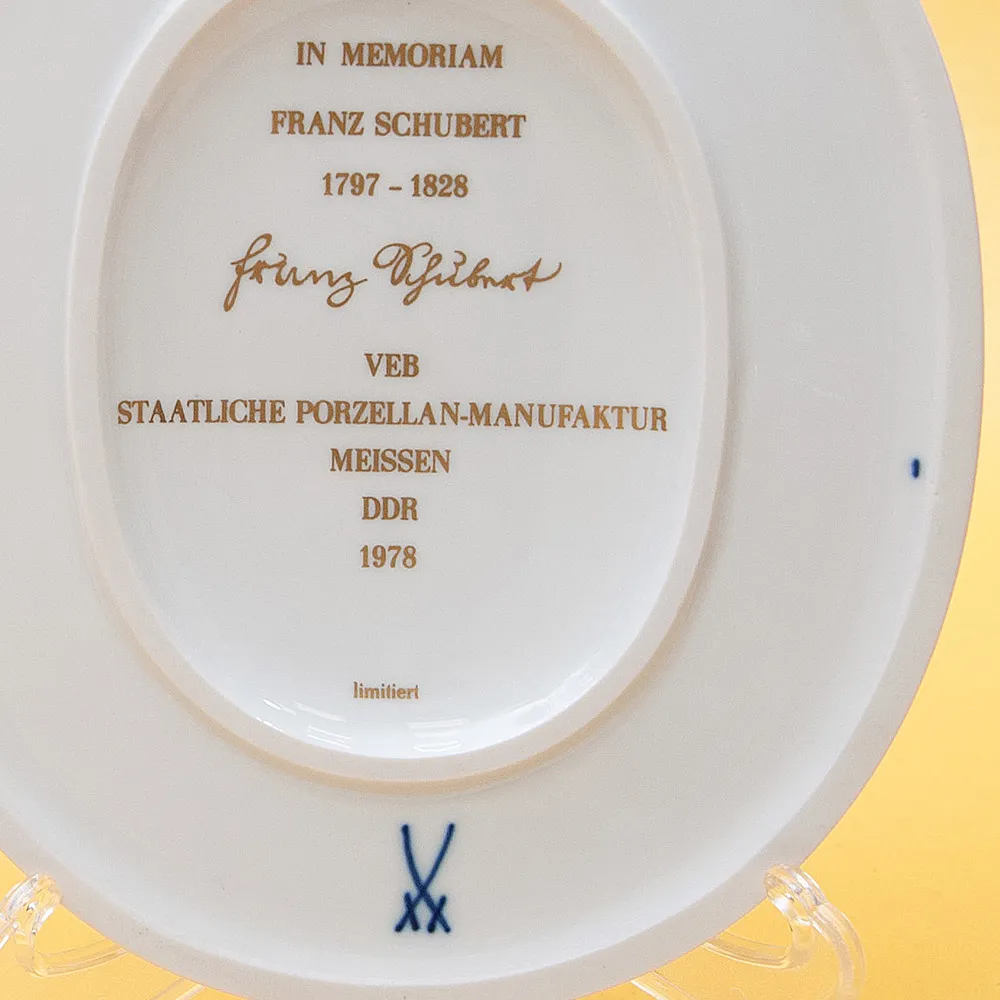 IN MEMORIAM
FRANZ SCHUBERT
1797 – 1828
Franz Schubert
VEB
STAATLICHE PORZELLAN-MANUFAKTUR
MEISSEN
DDR
1978
limitiert